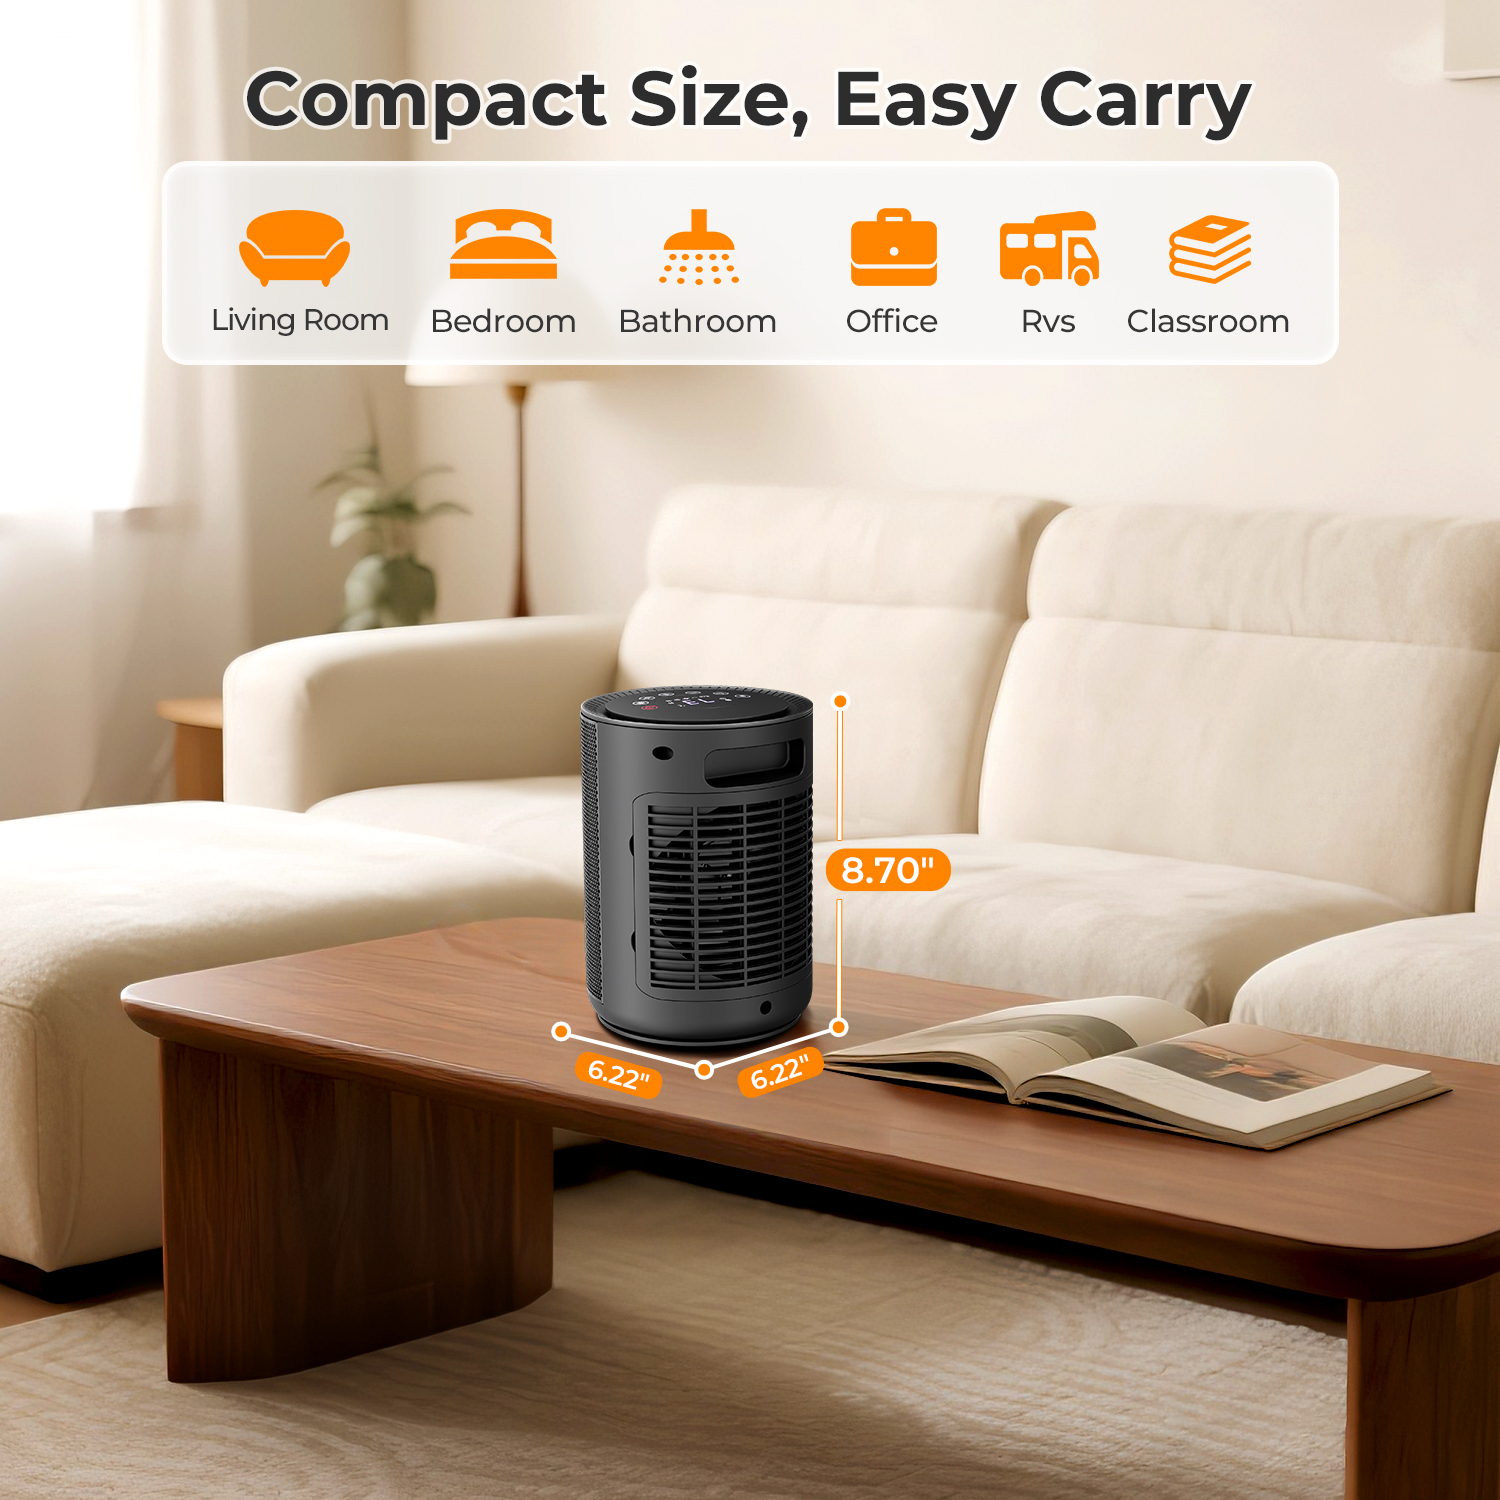 Compact Size, Easy Carry
Living Room Bedroom Bathroom Office Rvs Classroom
8.70"
6.22" 6.22"